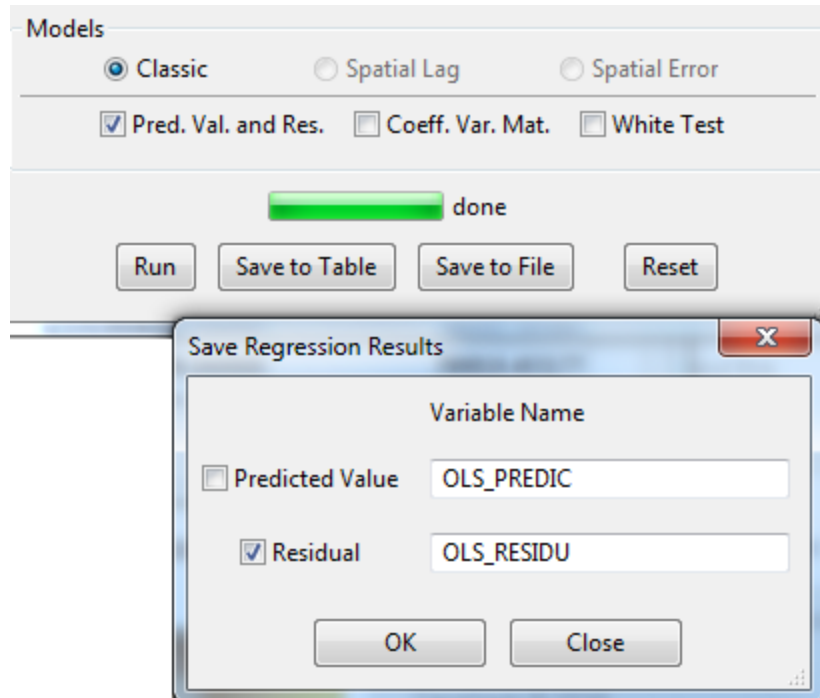 Models
Classic Spatial Lag Spatial Error
Pred. Val. and Res. Coeff. Var. Mat. White Test
done
Run Save to Table Save to File Reset
Save Regression Results
Variable Name
Predicted Value OLS_PREDIC
Residual OLS_RESIDU
OK Close